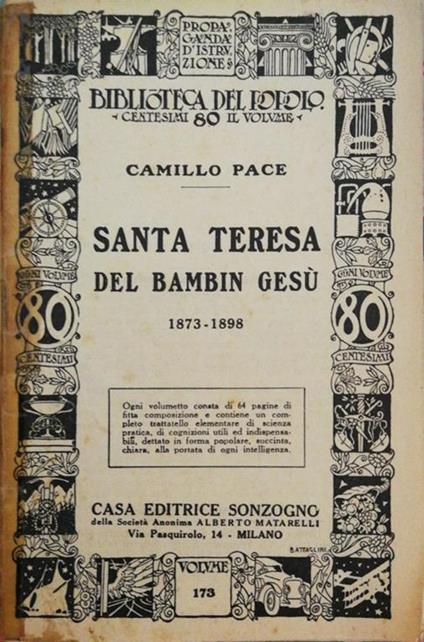 PROPA
GANDA
D'ISTRU
ZIONE
BIBLIOTECA DEL POPOLO
CENTESIMI 80 IL VOLUME
CAMILLO PACE
SANTA TERESA
DEL BAMBIN GESÙ
1873-1898
OGNI VOLUME
80
CENTESIMI
OGNI VOLUME
80
CENTESIMI
Ogni volumetto consta di 64 pagine di
fitta composizione e contiene un com-
pleto trattatello elementare di scienza
pratica, di cognizioni utili ed indispensa-
bili, dettato in forma popolare, succinta,
chiara, alla portata di ogni intelligenza.
CASA EDITRICE SONZOGNO
della Società Anonima ALBERTO MATARELLI
Via Pasquirolo, 14 - MILANO
BATTAGLINI
VOLVME
173